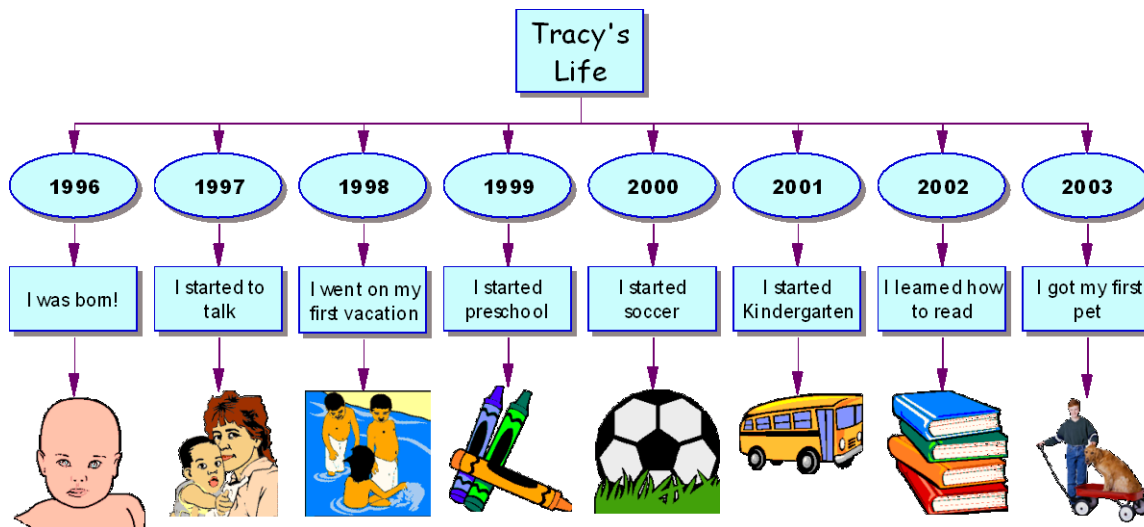 Tracy's
Life
1996
1997
1998
1999
2000
2001
2002
2003
I was born!
I started to
talk
I went on my
first vacation
I started
preschool
I started
soccer
I started
Kindergarten
I learned how
to read
I got my first
pet